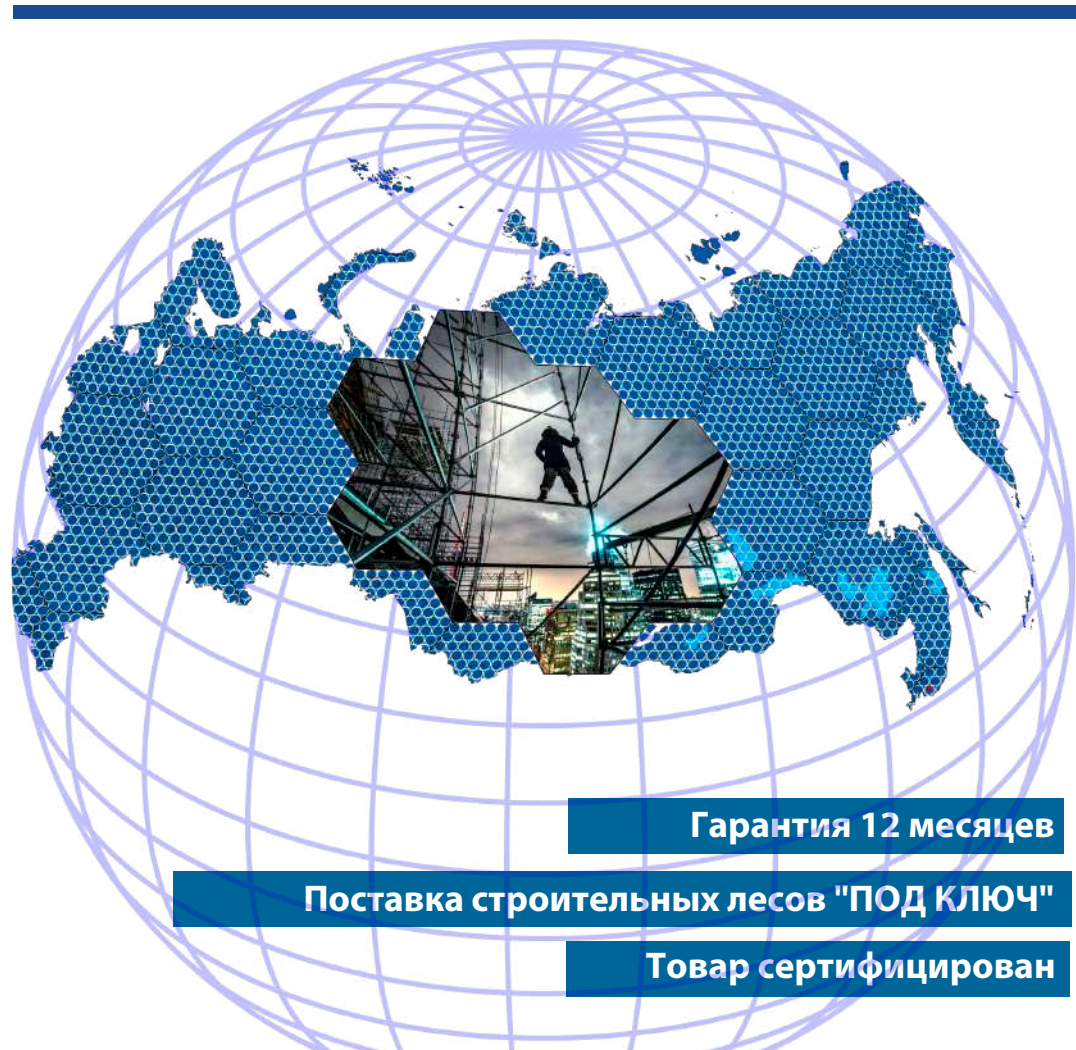 Гарантия 12 месяцев
Поставка строительных лесов "ПОД КЛЮЧ"
Товар сертифицирован